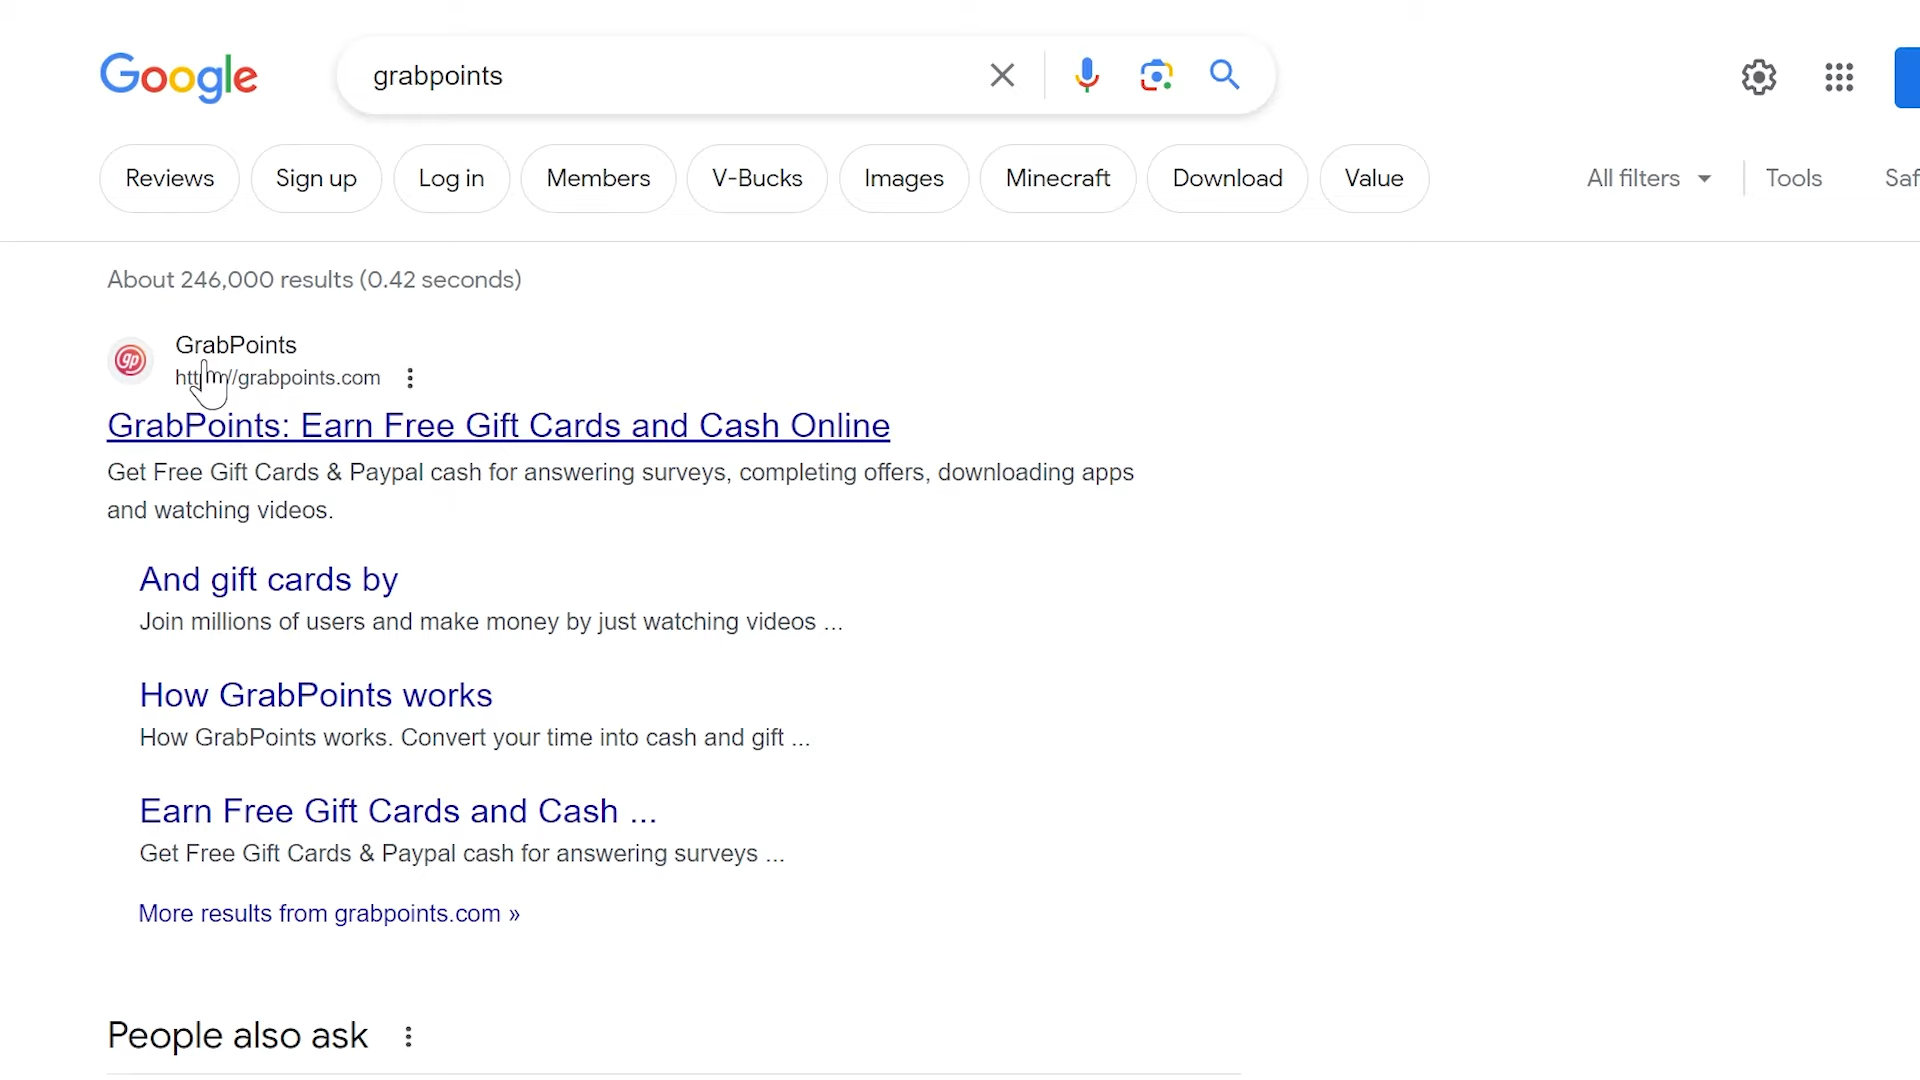 Google
grabpoints
Reviews
Sign up
Log in
Members
V-Bucks
Images
Minecraft
Download
Value
All filters
Tools
Saf
About 246,000 results (0.42 seconds)
gp
GrabPoints
//grabpoints.com
GrabPoints: Earn Free Gift Cards and Cash Online
Get Free Gift Cards & Paypal cash for answering surveys, completing offers, downloading apps
and watching videos.
And gift cards by
Join millions of users and make money by just watching videos ...
How GrabPoints works
How GrabPoints works. Convert your time into cash and gift ...
Earn Free Gift Cards and Cash ...
Get Free Gift Cards & Paypal cash for answering surveys ...
More results from grabpoints.com »
People also ask